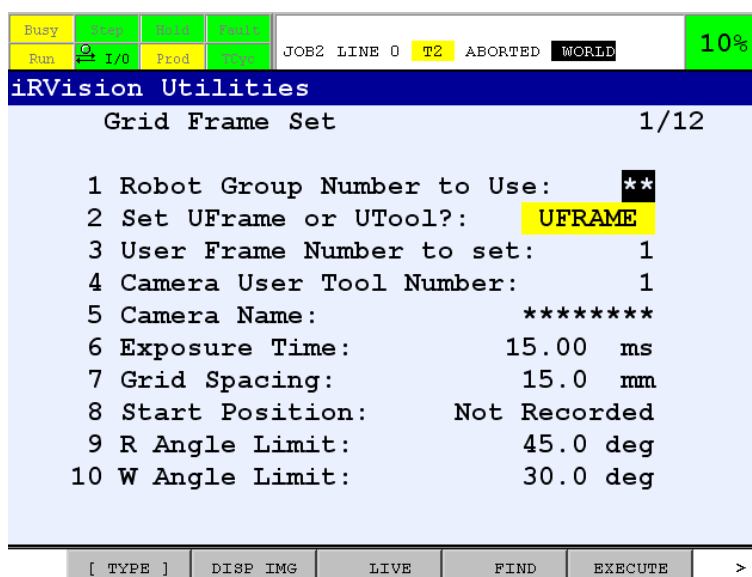 Busy Step Hold Fault
Run I/O Prod TCyc
JOB2 LINE 0 T2 ABORTED WORLD
10%
iRVision Utilities
Grid Frame Set 1/12
1 Robot Group Number to Use: **
2 Set UFrame or UTool?: UFRAME
3 User Frame Number to set: 1
4 Camera User Tool Number: 1
5 Camera Name: ********
6 Exposure Time: 15.00 ms
7 Grid Spacing: 15.0 mm
8 Start Position: Not Recorded
9 R Angle Limit: 45.0 deg
10 W Angle Limit: 30.0 deg
[ TYPE ] DISP IMG LIVE FIND EXECUTE >